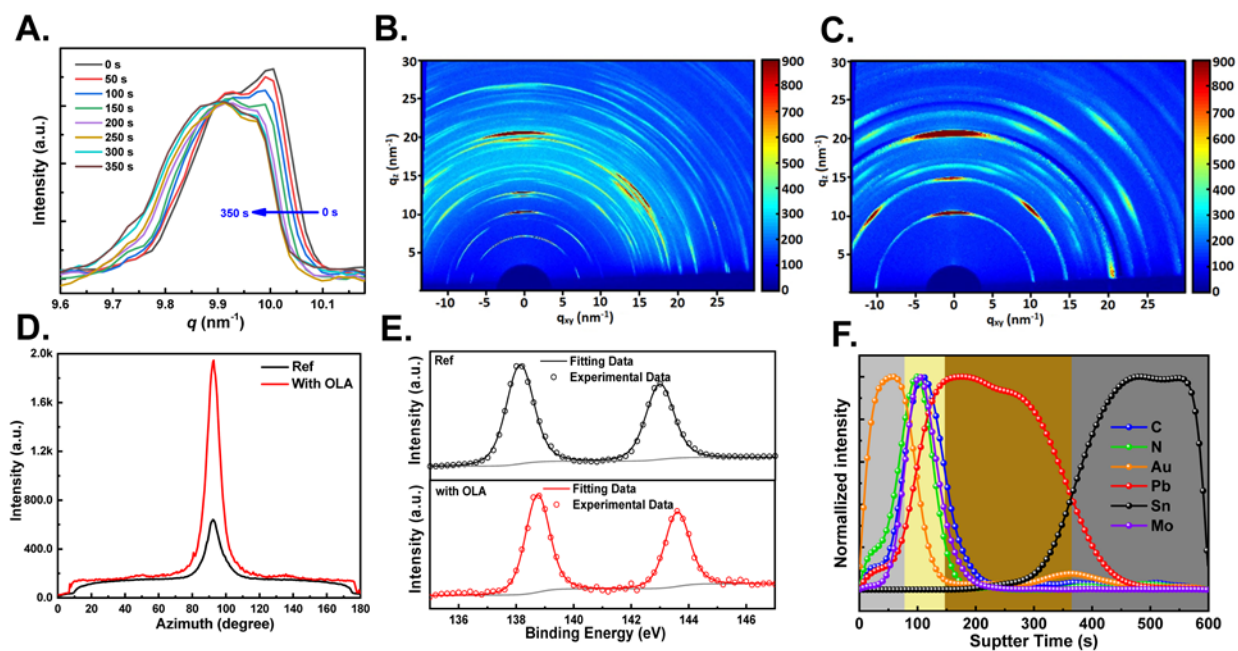 A.
0 s
50 s
100 s
150 s
200 s
250 s
300 s
350 s
350 s
0 s
Intensity (a.u.)
9.6
9.7
9.8
9.9
10.0
10.1
q (nm-1)
B.
30
25
20
15
10
5
0
qz (nm-1)
-10
-5
0
5
10
15
20
25
qxy (nm-1)
900
800
700
600
500
400
300
200
100
0
C.
30
25
20
15
10
5
0
qz (nm-1)
-10
-5
0
5
10
15
20
25
qxy (nm-1)
900
800
700
600
500
400
300
200
100
0
D.
2.0k
1.6k
1.2k
800.0
400.0
0.0
Intensity (a.u.)
Ref
With OLA
0
20
40
60
80
100
120
140
160
180
Azimuth (degree)
E.
Ref
Fitting Data
Experimental Data
Intensity (a.u.)
with OLA
Fitting Data
Experimental Data
Intensity (a.u.)
136
138
140
142
144
146
Binding Energy (eV)
F.
Normallized intensity
C
N
Au
Pb
Sn
Mo
0
100
200
300
400
500
600
Suptter Time (s)